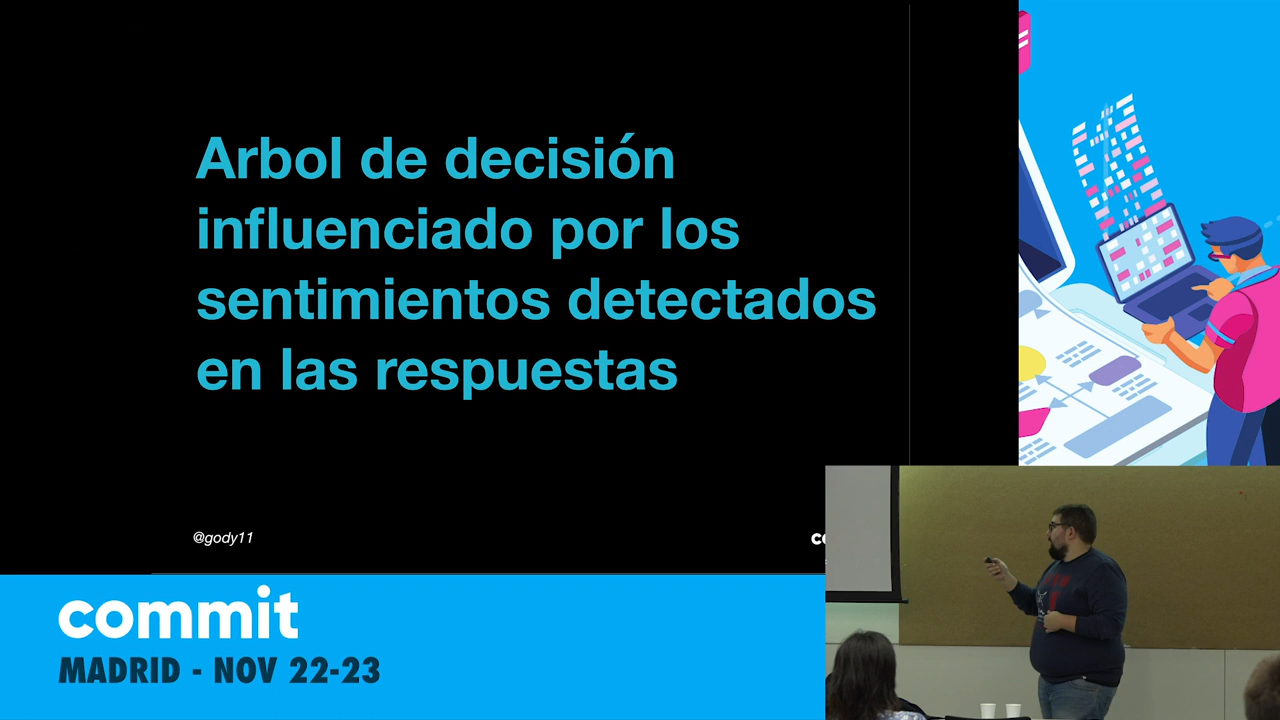 Arbol de decisión
influenciado por los
sentimientos detectados
en las respuestas
@gody11
commit
MADRID - NOV 22-23